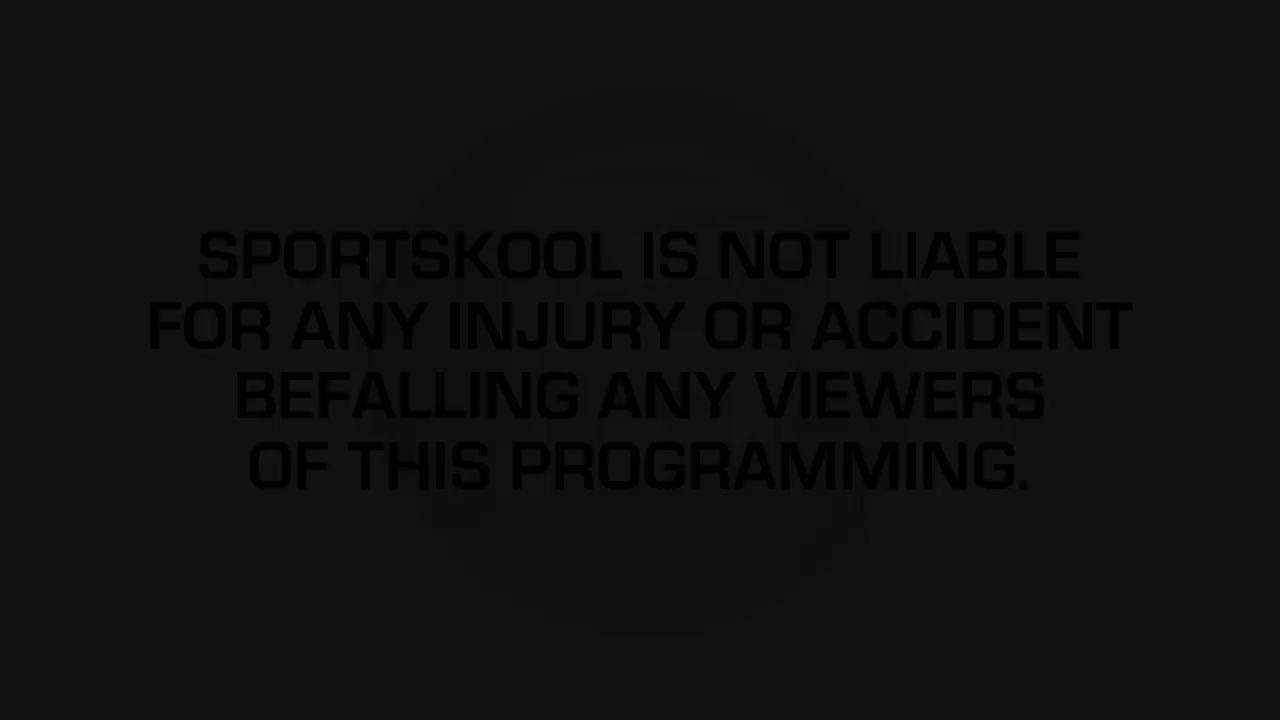 SPORTSKOOL IS NOT LIABLE
FOR ANY INJURY OR ACCIDENT
BEFALLING ANY VIEWERS
OF THIS PROGRAMMING.